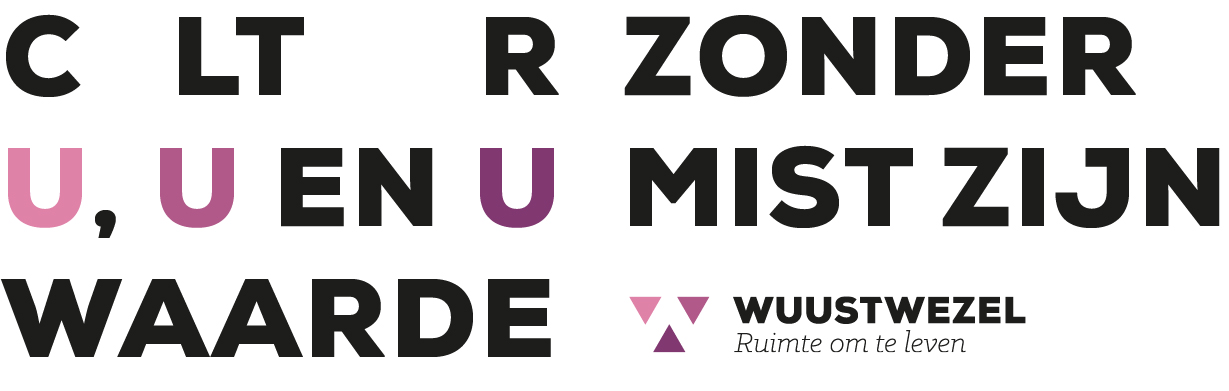 C LT R ZONDER
U, U EN U MIST ZIJN
WAARDE
WUUSTWEZEL
Ruimte om te leven